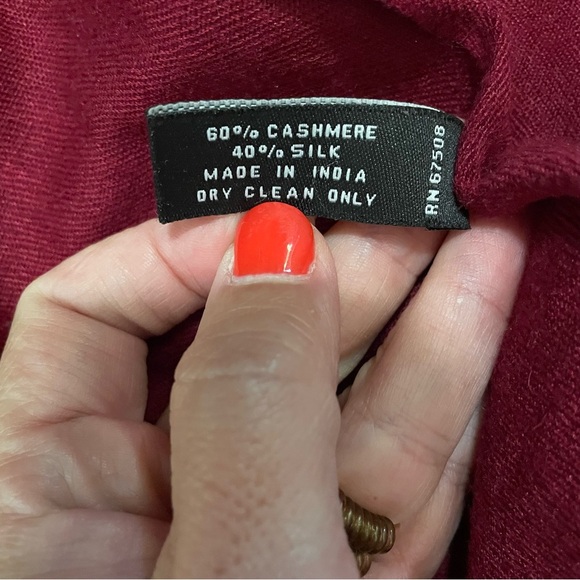 60% CASHMERE
40% SILK
MADE IN INDIA
DRY CLEAN ONLY
RN 67508